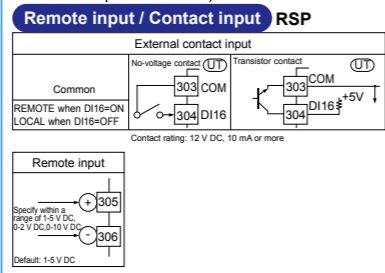 Remote input / Contact input RSP
External contact input
No-voltage contact UT Transistor contact UT
Common
303 COM 303 COM
REMOTE when DI16=ON
LOCAL when DI16=OFF
304 DI16 304 DI16 +5V
Contact rating: 12 V DC, 10 mA or more
Remote input
Specify within a
range of 1-5 V DC,
0-2 V DC,0-10 V DC
+ 305
- 306
Default: 1-5 V DC